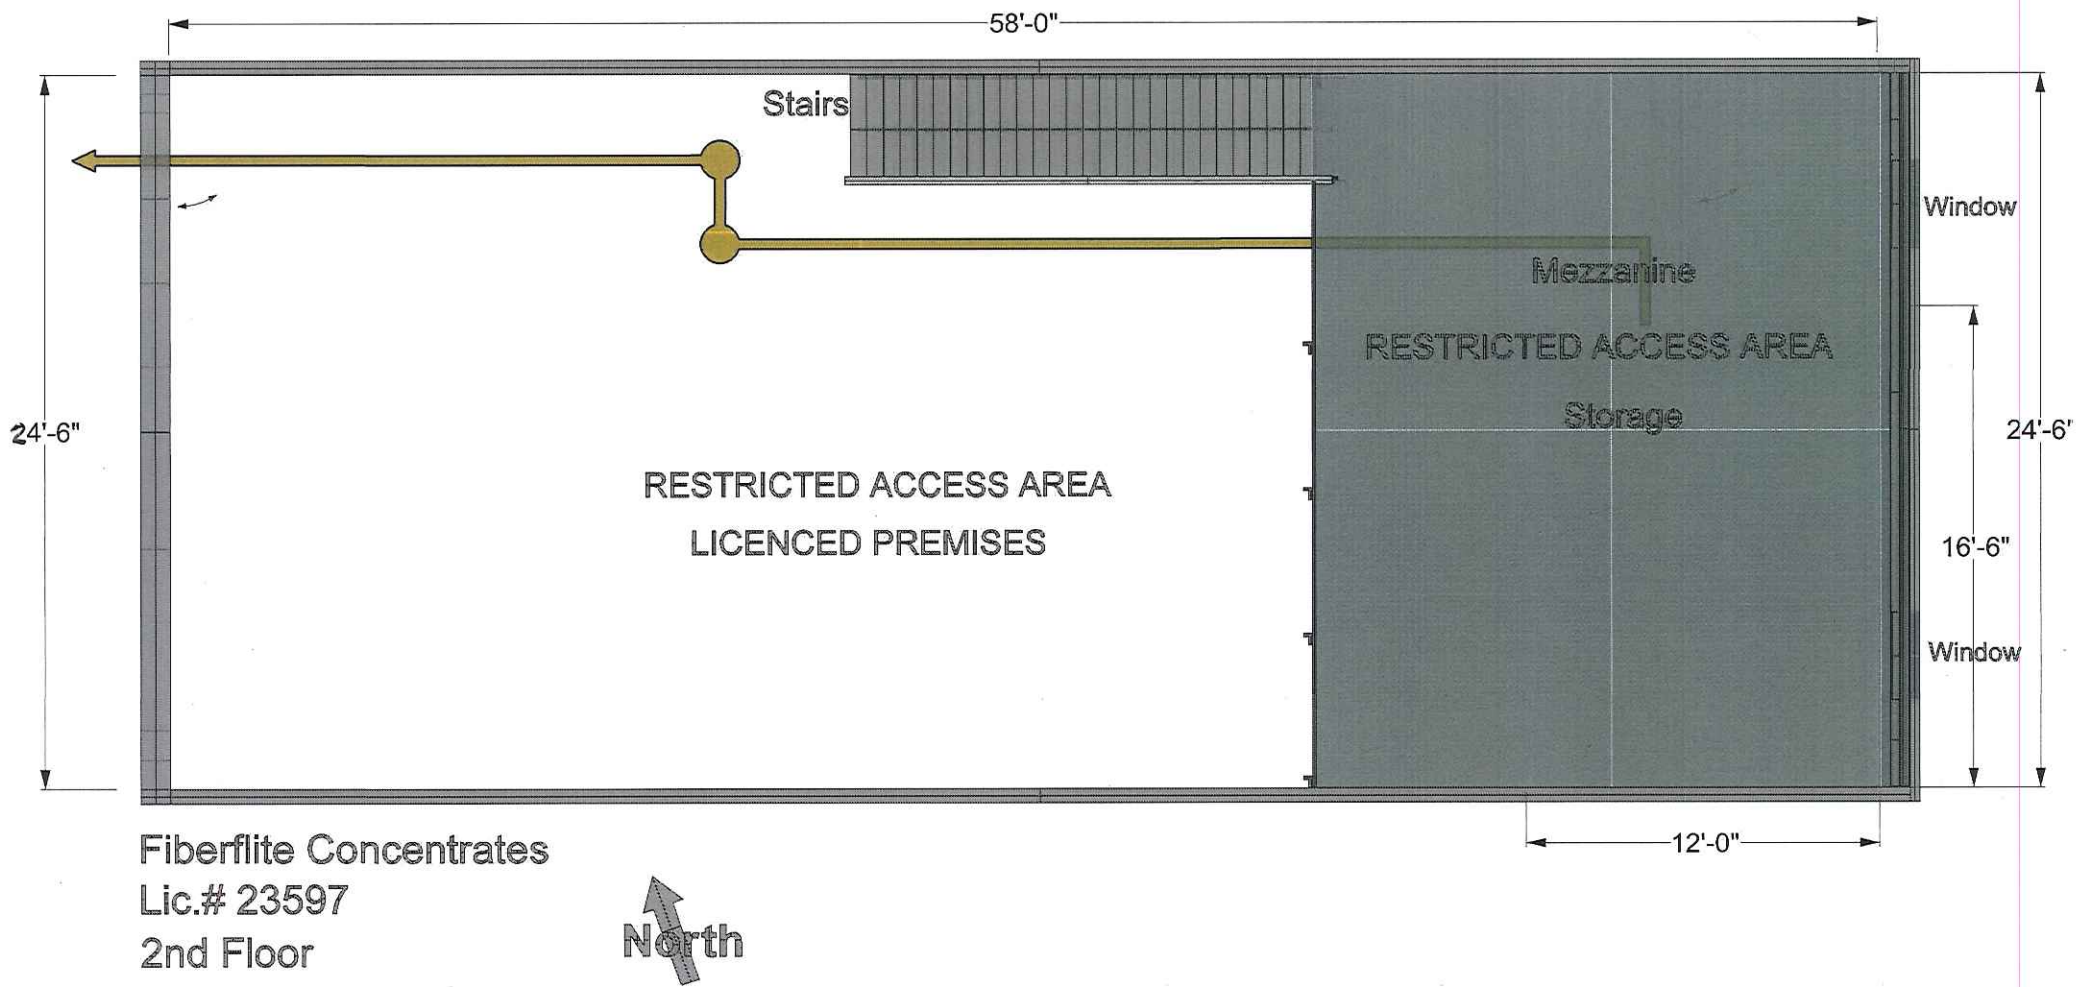 58'-0"
Stairs
Window
Mezzanine
RESTRICTED ACCESS AREA
Storage
24'-6"
24'-6'
RESTRICTED ACCESS AREA
LICENCED PREMISES
16'-6"
Window
12'-0"
Fiberflite Concentrates
Lic.# 23597
2nd Floor
North